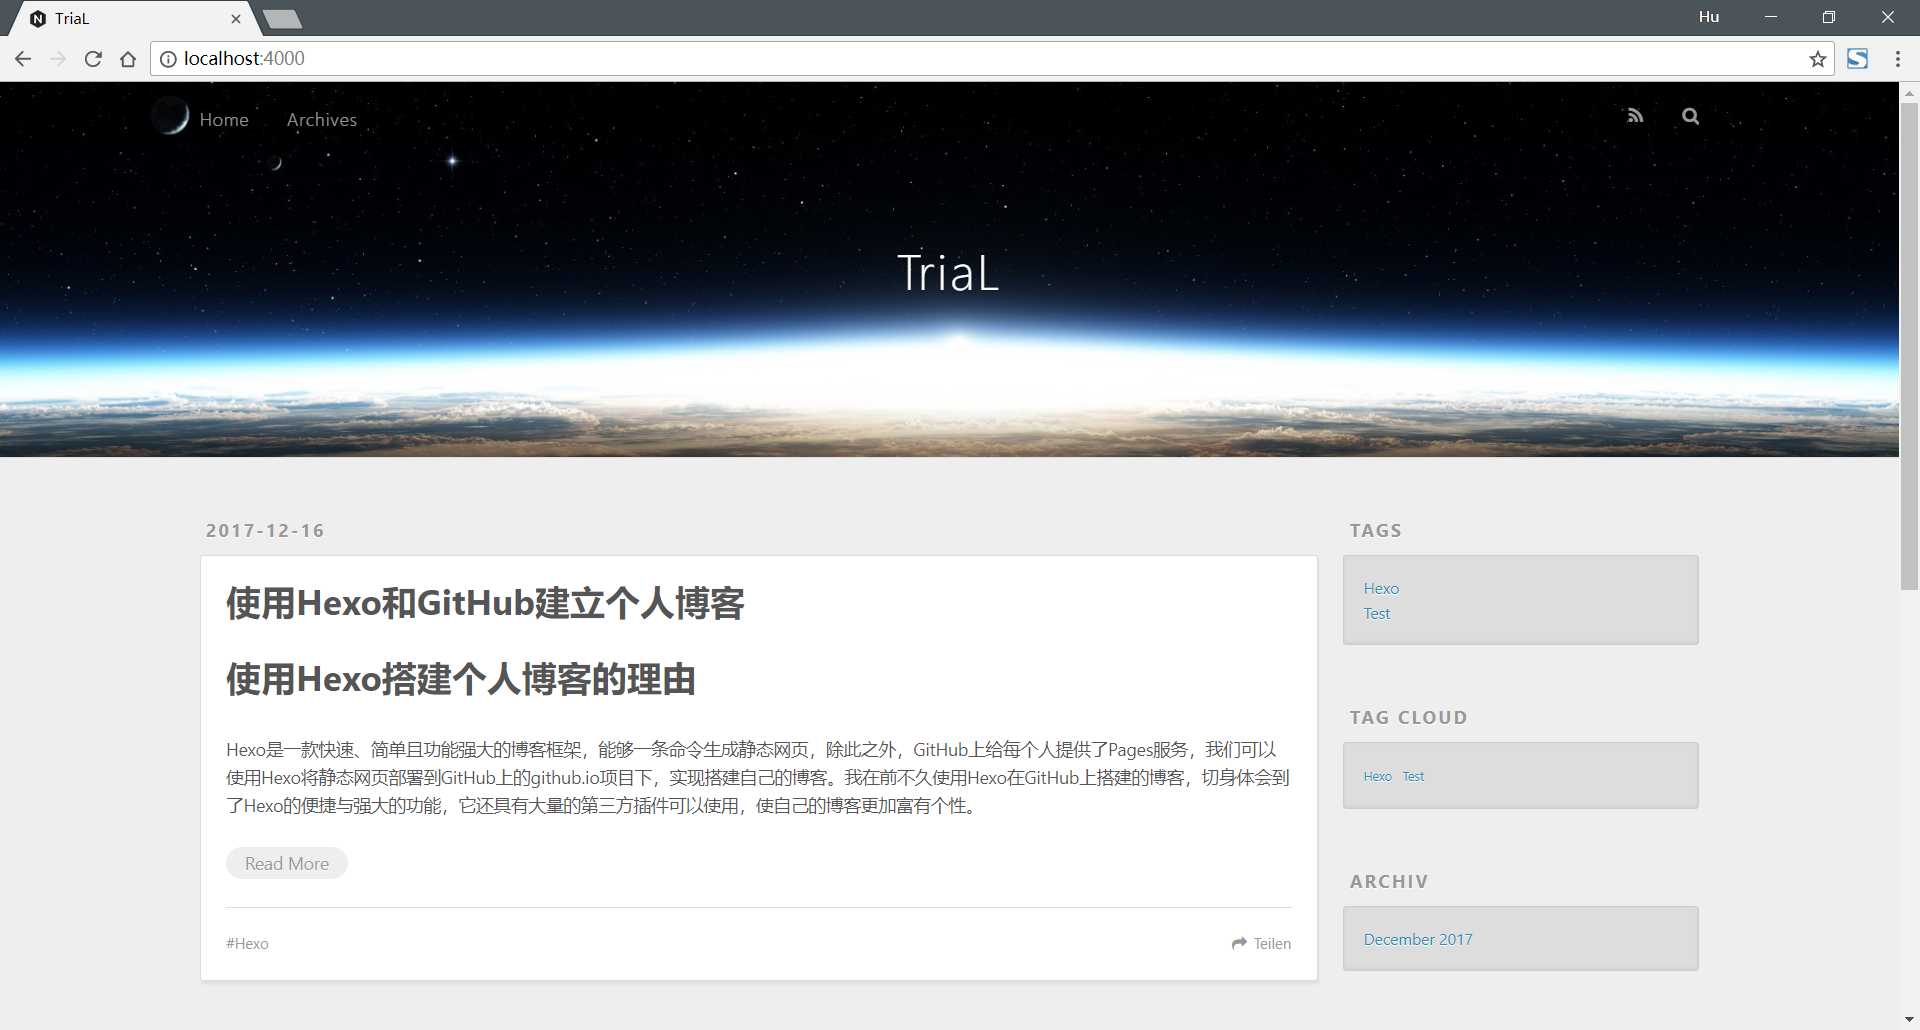 TriaL
Hu
localhost:4000
Home
Archives
TriaL
2017-12-16
使用Hexo和GitHub建立个人博客
使用Hexo搭建个人博客的理由
Hexo是一款快速、简单且功能强大的博客框架，能够一条命令生成静态网页，除此之外，GitHub上给每个人提供了Pages服务，我们可以
使用Hexo将静态网页部署到GitHub上的github.io项目下，实现搭建自己的博客。我在前不久使用Hexo在GitHub上搭建的博客，切身体会到
了Hexo的便捷与强大的功能，它还具有大量的第三方插件可以使用，使自己的博客更加富有个性。
Read More
#Hexo
Teilen
TAGS
Hexo
Test
TAG CLOUD
Hexo Test
ARCHIV
December 2017